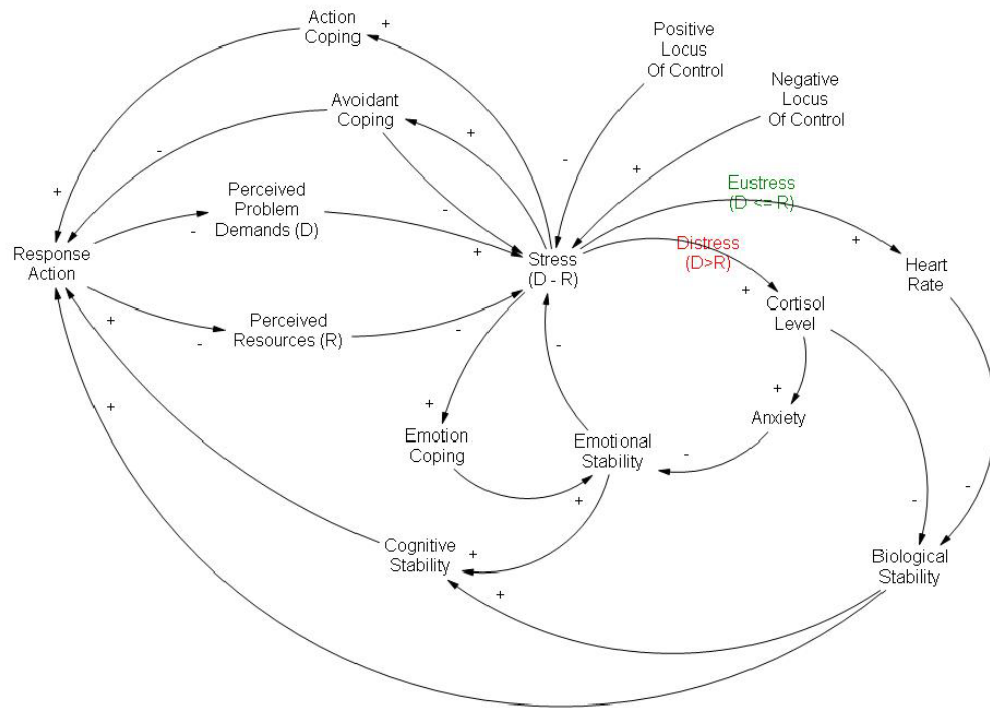 Action
Coping
+
Positive
Locus
Of Control
Negative
Locus
Of Control
Avoidant
Coping
+
-
-
+
Eustress
(D <= R)
+
Perceived
Problem
Demands (D)
-
-
+
Distress
(D>R)
+
+
Response
Action
Stress
(D - R)
Heart
Rate
Cortisol
Level
+
Perceived
Resources (R)
-
-
-
+
+
+
Anxiety
Emotion
Coping
Emotional
Stability
-
+
-
-
+
Cognitive
Stability
Biological
Stability
+